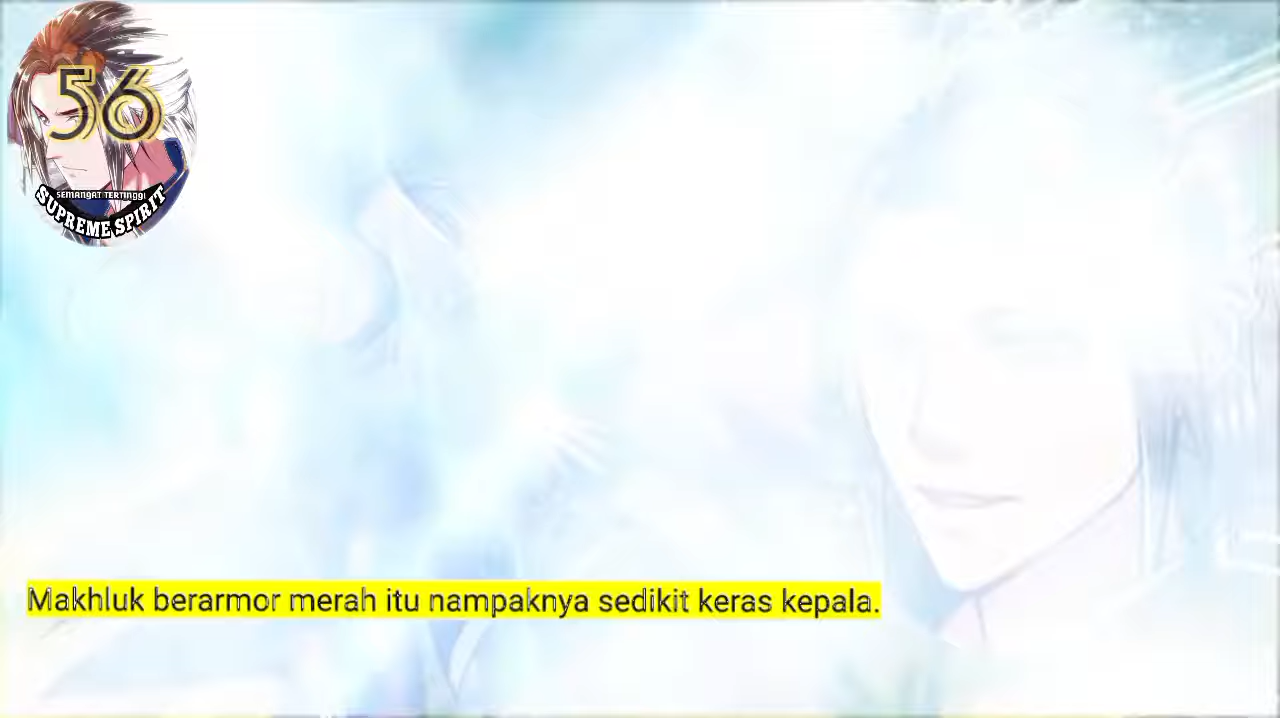 56
SEMANGAT TERTINGGI
SUPREME SPIRIT
Makhluk berarmor merah itu nampaknya sedikit keras kepala.